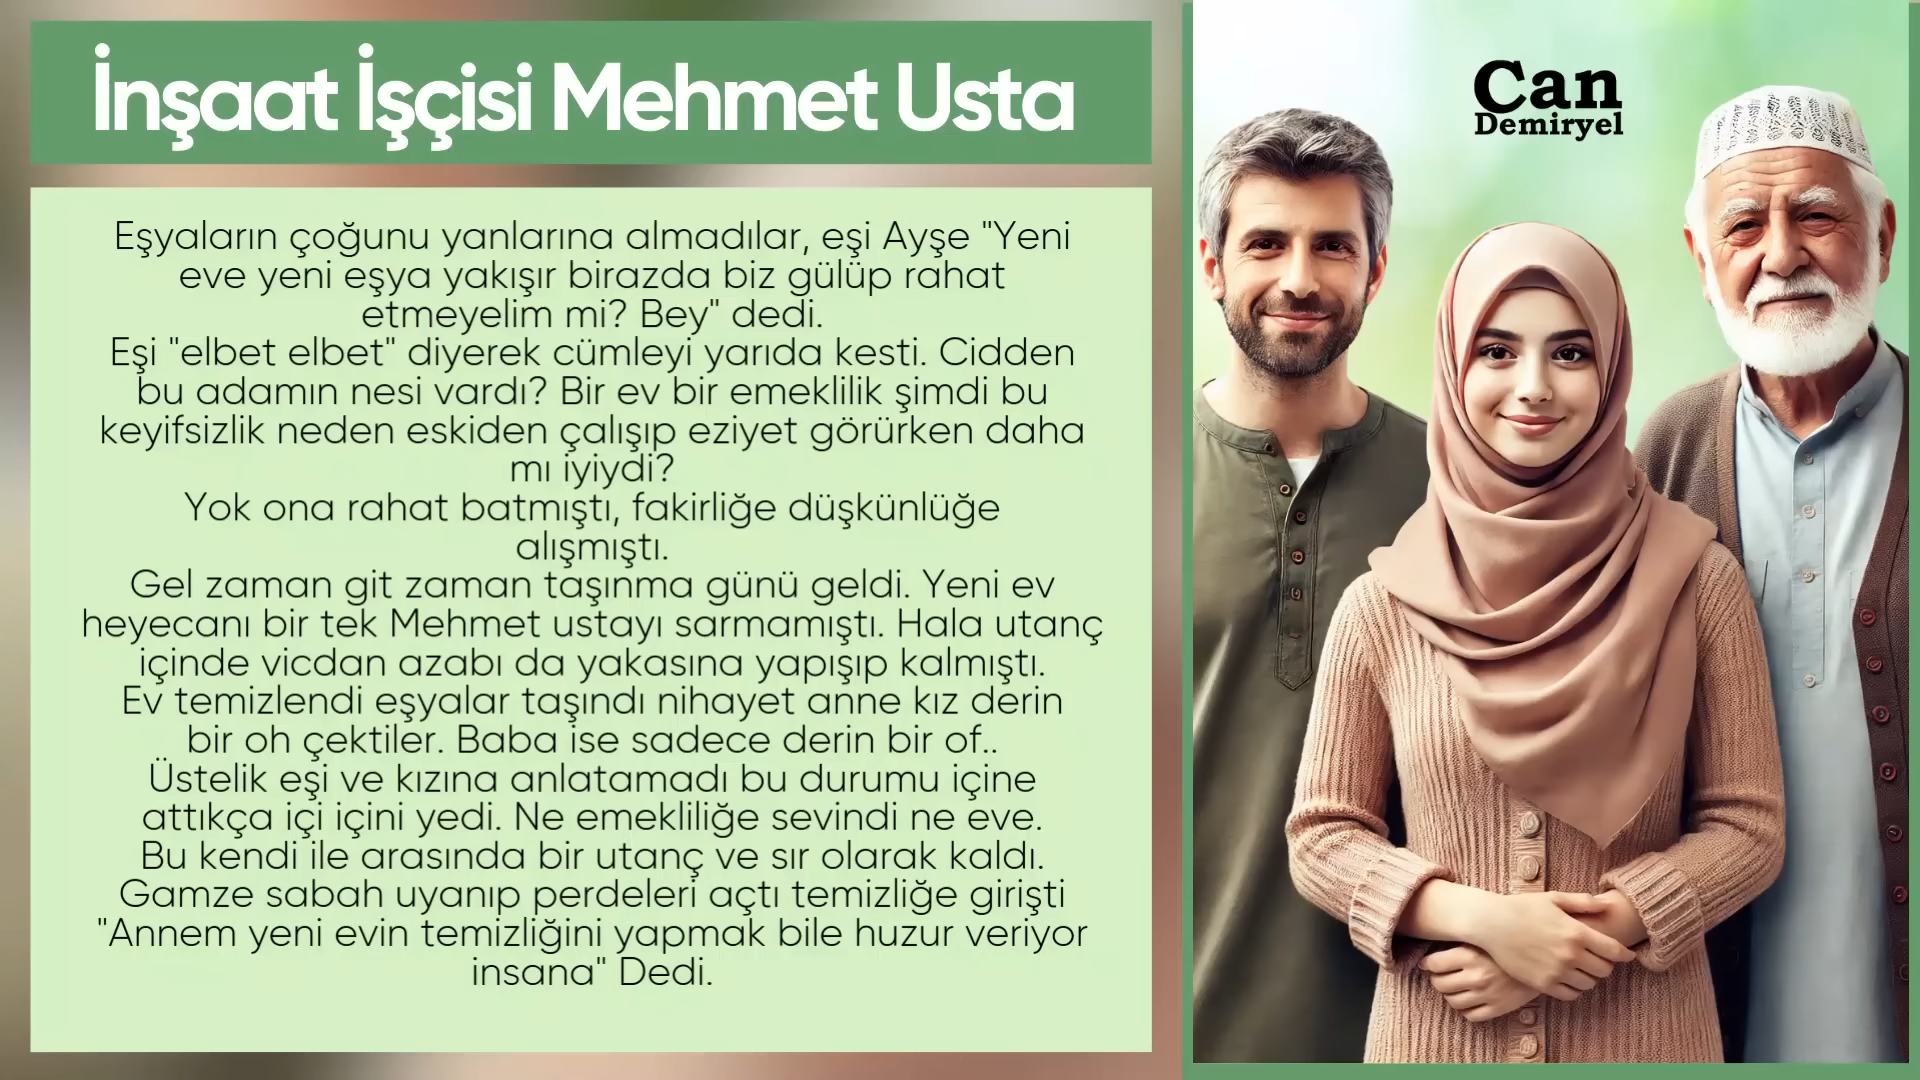 İnşaat İşçisi Mehmet Usta
Eşyaların çoğunu yanlarına almadılar, eşi Ayşe "Yeni
eve yeni eşya yakışır birazda biz gülüp rahat
etmeyelim mi? Bey" dedi.
Eşi "elbet elbet" diyerek cümleyi yarıda kesti. Cidden
bu adamın nesi vardı? Bir ev bir emeklilik şimdi bu
keyifsizlik neden eskiden çalışıp eziyet görürken daha
mı iyiydi?
Yok ona rahat batmıştı, fakirliğe düşkünlüğe
alışmıştı.
Gel zaman git zaman taşınma günü geldi. Yeni ev
heyecanı bir tek Mehmet ustayı sarmamıştı. Hala utanç
içinde vicdan azabı da yakasına yapışıp kalmıştı.
Ev temizlendi eşyalar taşındı nihayet anne kız derin
bir oh çektiler. Baba ise sadece derin bir of..
Üstelik eşi ve kızına anlatamadı bu durumu içine
attıkça içi içini yedi. Ne emekliliğe sevindi ne eve.
Bu kendi ile arasında bir utanç ve sır olarak kaldı.
Gamze sabah uyanıp perdeleri açtı temizliğe girişti
"Annem yeni evin temizliğini yapmak bile huzur veriyor
insana" Dedi.
Can
Demiryel